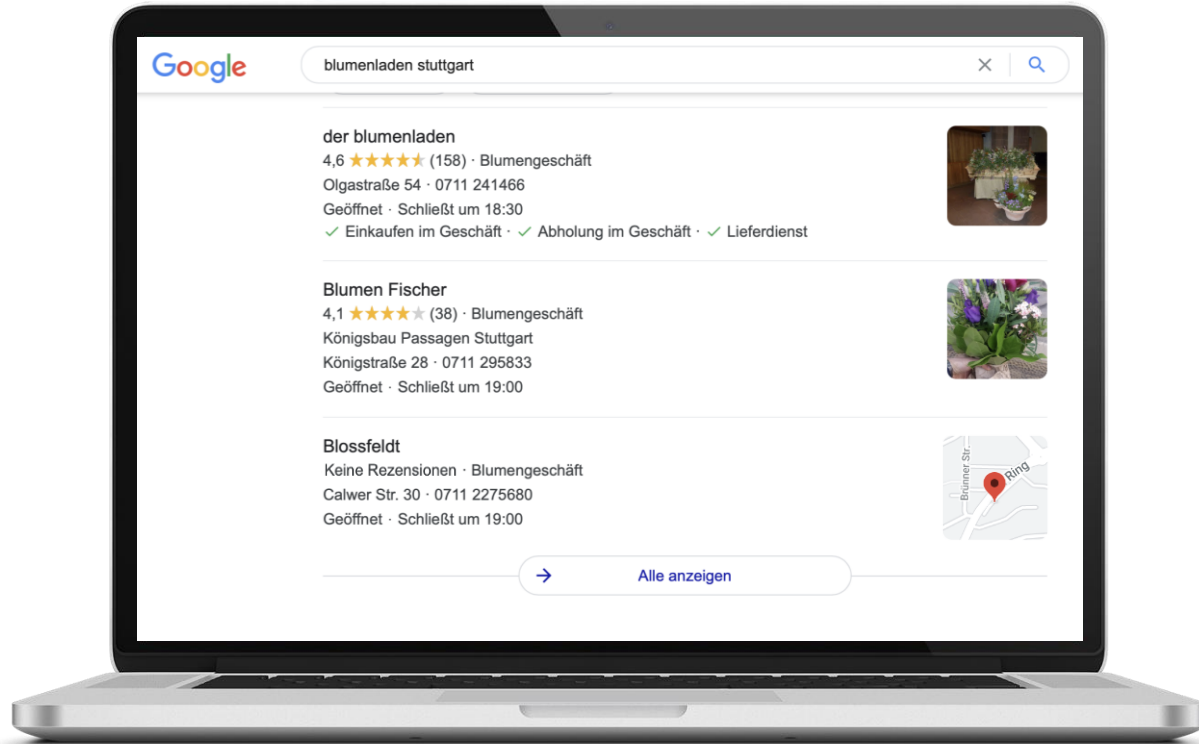 Google
blumenladen stuttgart
der blumenladen
4,6 ★★★★★ (158) · Blumengeschäft
Olgastraße 54 · 0711 241466
Geöffnet · Schließt um 18:30
✓ Einkaufen im Geschäft · ✓ Abholung im Geschäft · ✓ Lieferdienst
Blumen Fischer
4,1 ★★★★★ (38) · Blumengeschäft
Königsbau Passagen Stuttgart
Königstraße 28 · 0711 295833
Geöffnet · Schließt um 19:00
Blossfeldt
Keine Rezensionen · Blumengeschäft
Calwer Str. 30 · 0711 2275680
Geöffnet · Schließt um 19:00
Brünner Str.
Ring
Alle anzeigen